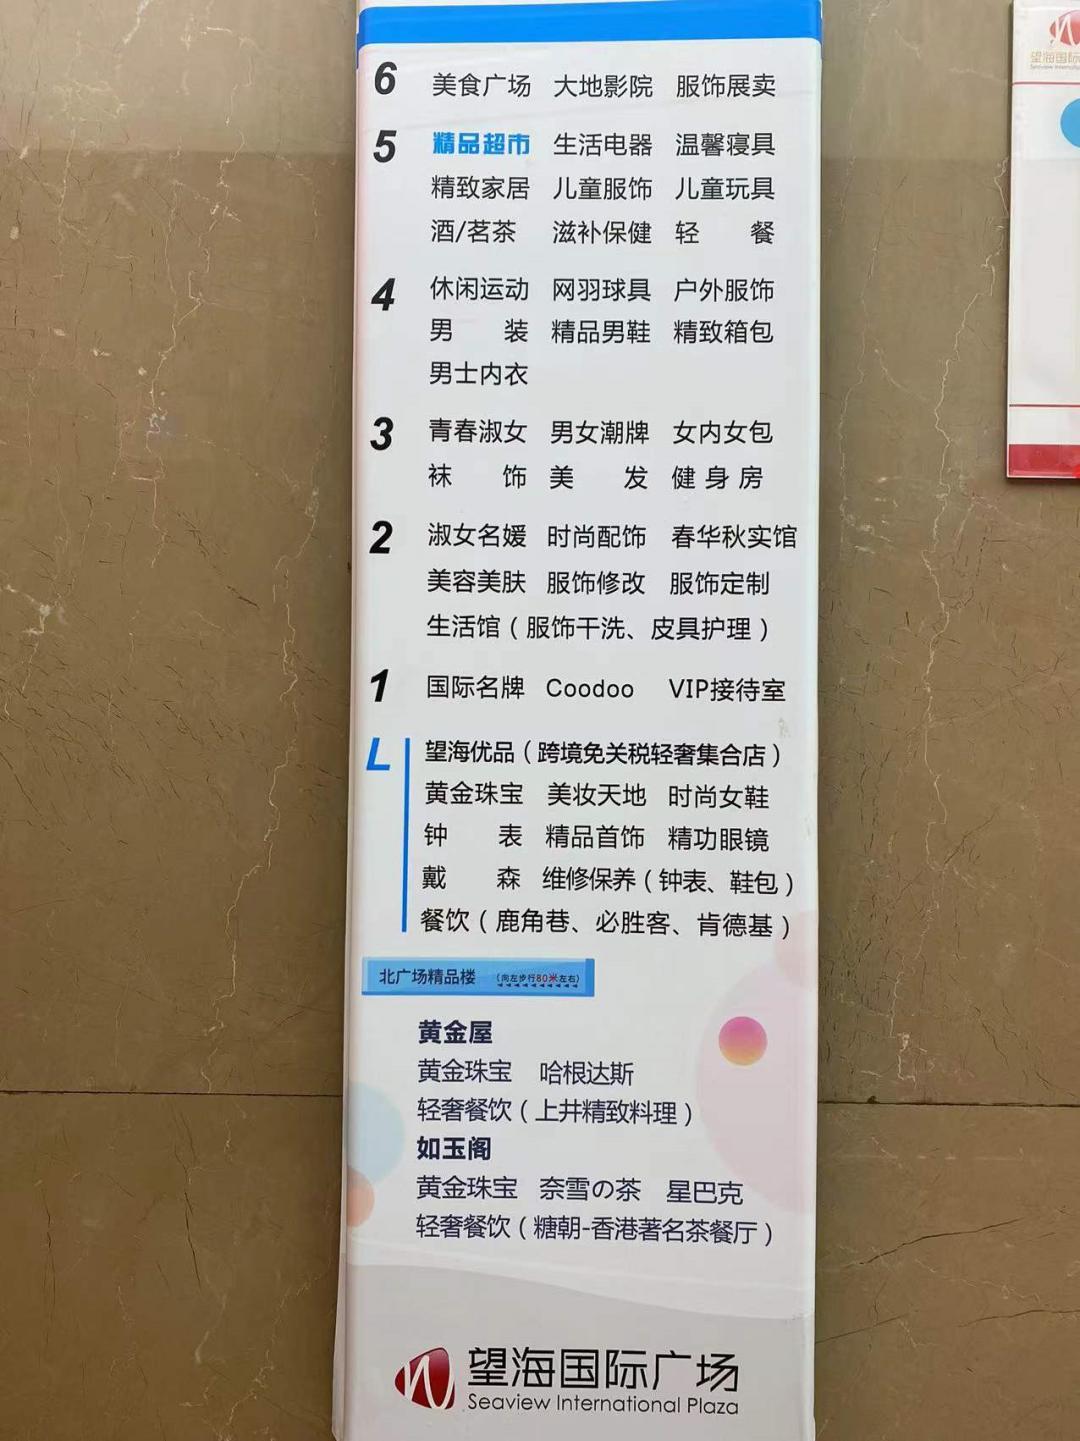 6 美食广场 大地影院 服饰展卖
5 精品超市 生活电器 温馨寝具
精致家居 儿童服饰 儿童玩具
酒/茗茶 滋补保健 轻 餐
4 休闲运动 网羽球具 户外服饰
男 装 精品男鞋 精致箱包
男士内衣
3 青春淑女 男女潮牌 女内女包
袜 饰 美 发 健身房
2 淑女名媛 时尚配饰 春华秋实馆
美容美肤 服饰修改 服饰定制
生活馆（服饰干洗、皮具护理）
1 国际名牌 Coodoo VIP接待室
L 望海优品（跨境免关税轻奢集合店）
黄金珠宝 美妆天地 时尚女鞋
钟 表 精品首饰 精功眼镜
戴 森 维修保养（钟表、鞋包）
餐饮（鹿角巷、必胜客、肯德基）
北广场精品楼 （向左步行80米左右）
黄金屋
黄金珠宝 哈根达斯
轻奢餐饮（上井精致料理）
如玉阁
黄金珠宝 奈雪の茶 星巴克
轻奢餐饮（糖朝-香港著名茶餐厅）
望海国际广场
Seaview International Plaza
望海国际